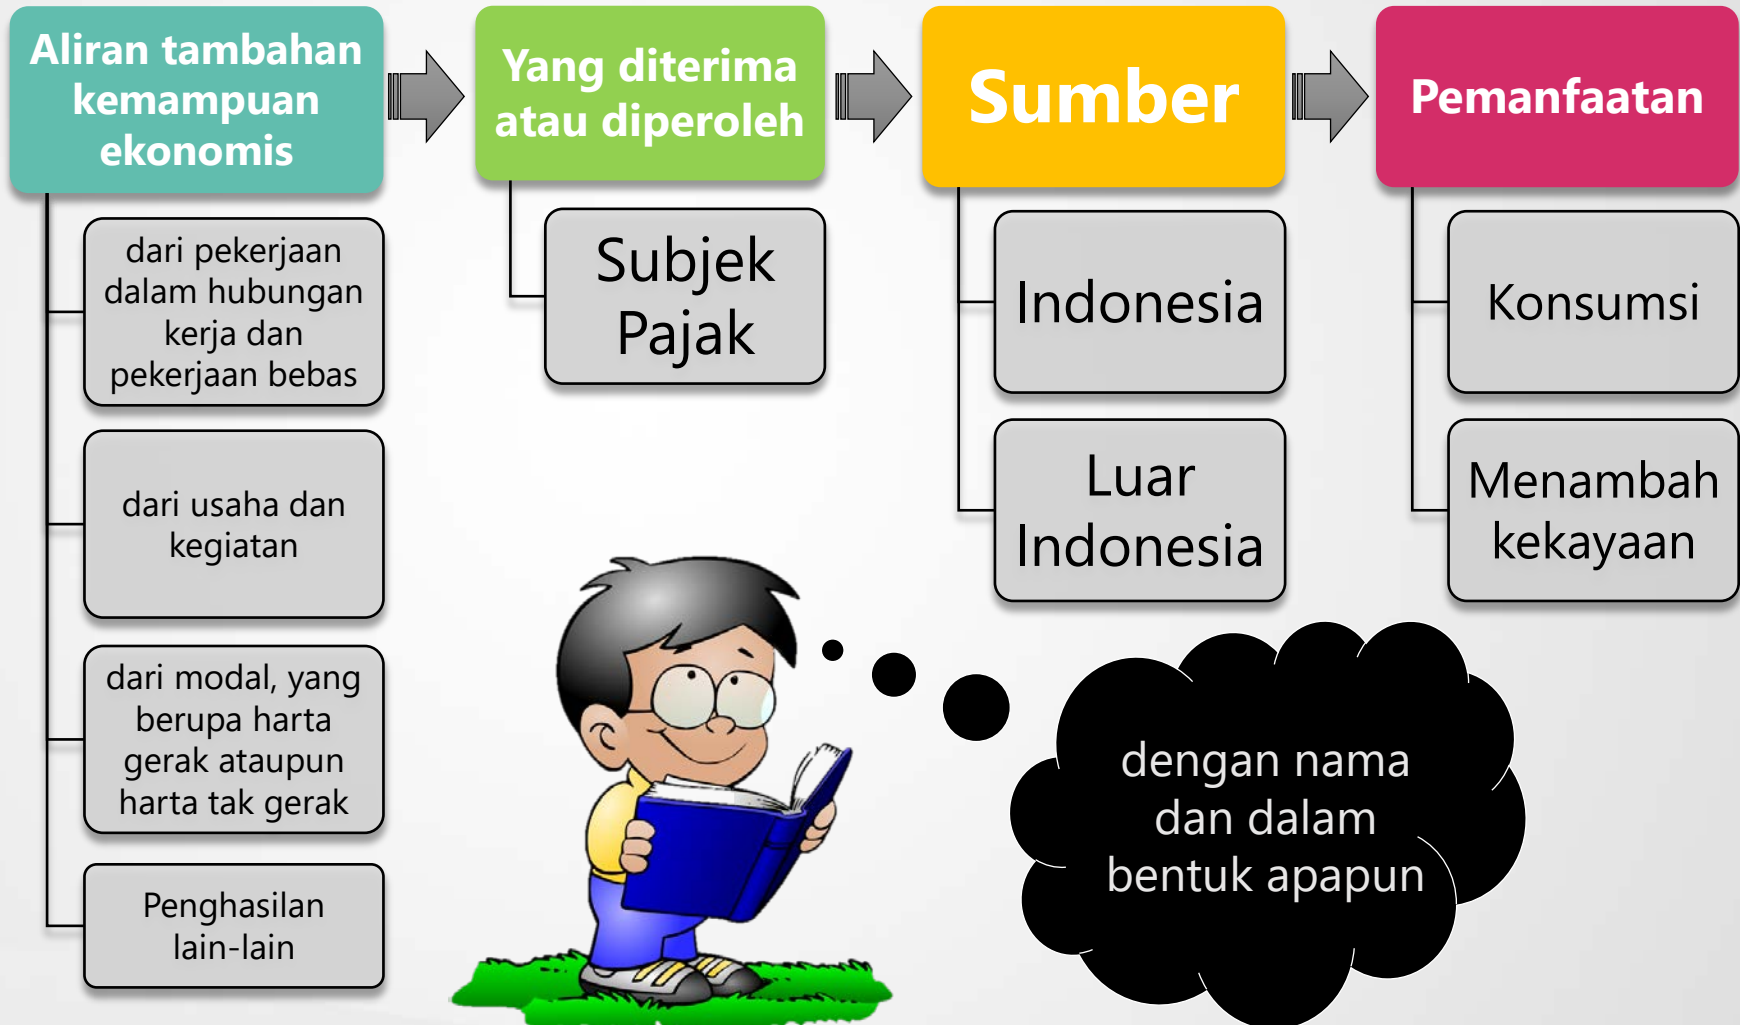 Aliran tambahan
kemampuan
ekonomis
dari pekerjaan
dalam hubungan
kerja dan
pekerjaan bebas
dari usaha dan
kegiatan
dari modal, yang
berupa harta
gerak ataupun
harta tak gerak
Penghasilan
lain-lain
Yang diterima
atau diperoleh
Subjek
Pajak
Sumber
Indonesia
Luar
Indonesia
Pemanfaatan
Konsumsi
Menambah
kekayaan
dengan nama
dan dalam
bentuk apapun